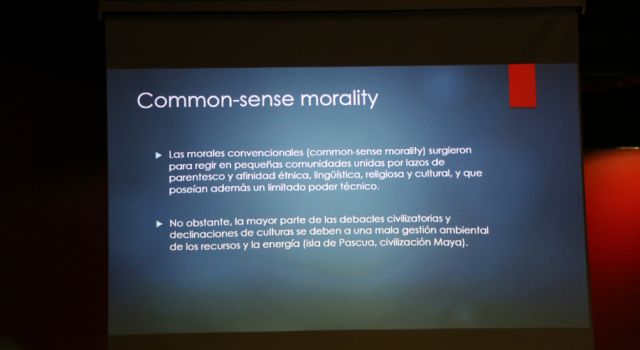 Common-sense morality
Las morales convencionales (common-sense morality) surgieron
para regir en pequeñas comunidades unidas por lazos de
parentesco y afinidad étnica, lingüística, religiosa y cultural, y que
poseían además un limitado poder técnico.
No obstante, la mayor parte de las debacles civilizatorias y
declinaciones de culturas se deben a una mala gestión ambiental
de los recursos y la energía (isla de Pascua, civilización Maya).